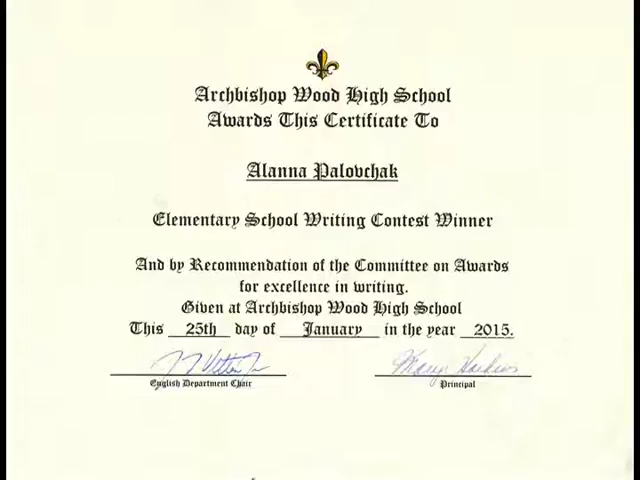 Archbishop Wood High School
Awards This Certificate To
Alanna Palovchak
Elementary School Writing Contest Winner
And by Recommendation of the Committee on Awards
for excellence in writing.
Given at Archbishop Wood High School
This 25th day of January in the year 2015.
English Department Chair
Principal